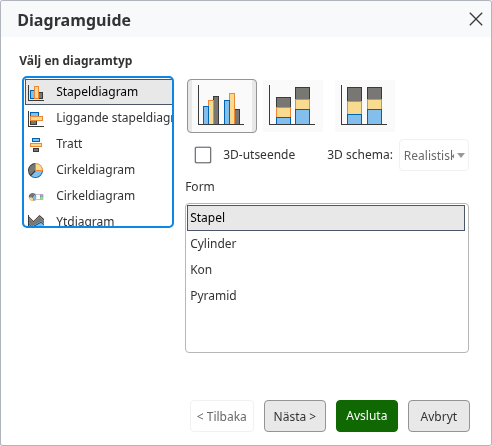 Diagramguide
Välj en diagramtyp
Stapeldiagram
Liggande stapeldiagr
Tratt
Cirkeldiagram
Cirkeldiagram
Ytdiagram
3D-utseende
3D schema:
Realistisk
Form
Stapel
Cylinder
Kon
Pyramid
< Tilbaka
Nästa >
Avsluta
Avbryt